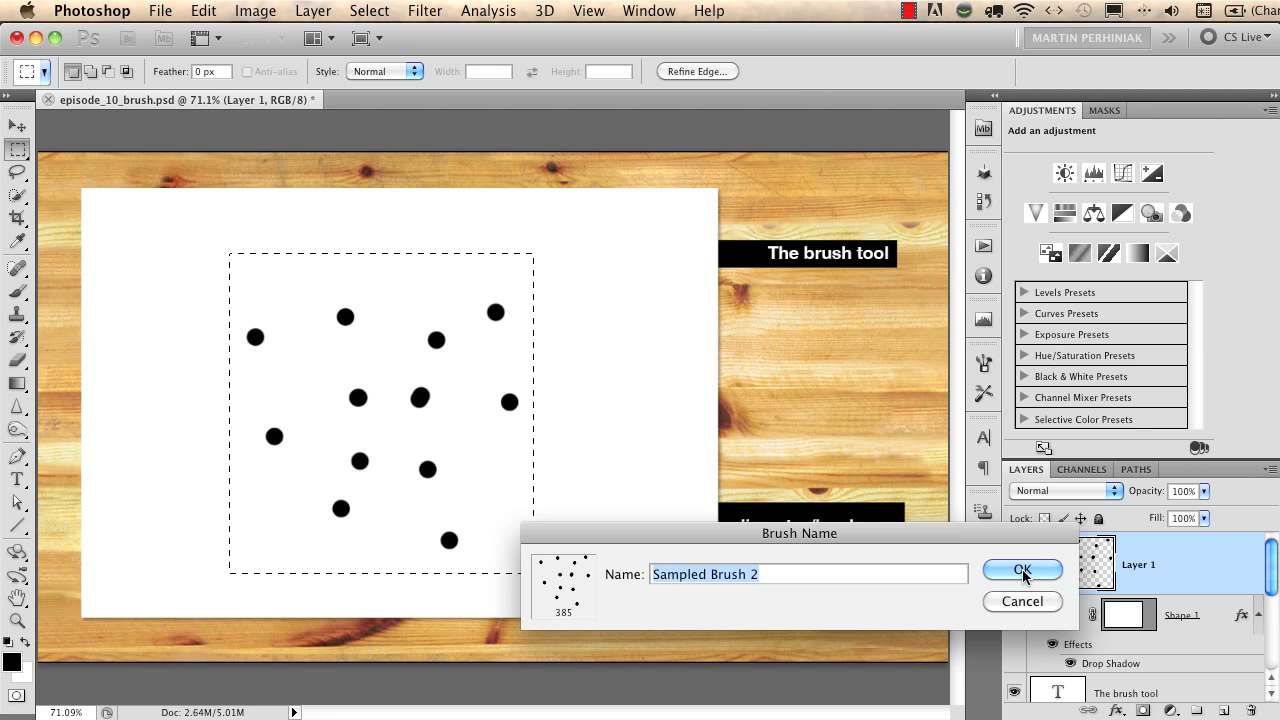 Photoshop File Edit Image Layer Select Filter Analysis 3D View Window Help (Char
Ps Br Mb MARTIN PERHINIAK CS Live
Feather: 0 px Anti-alias Style: Normal Width: Height: Refine Edge...
episode_10_brush.psd @ 71.1% (Layer 1, RGB/8) *
ADJUSTMENTS MASKS
Add an adjustment
Mb
The brush tool
Levels Presets
Curves Presets
Exposure Presets
Hue/Saturation Presets
Black & White Presets
Channel Mixer Presets
Selective Color Presets
LAYERS CHANNELS PATHS
Normal Opacity: 100%
Lock: Fill: 100%
Brush Name
Name: Sampled Brush 2
385
OK
Cancel
Layer 1
Shape 1 fx
Effects
Drop Shadow
T The brush tool
71.09% Doc: 2.64M/5.01M